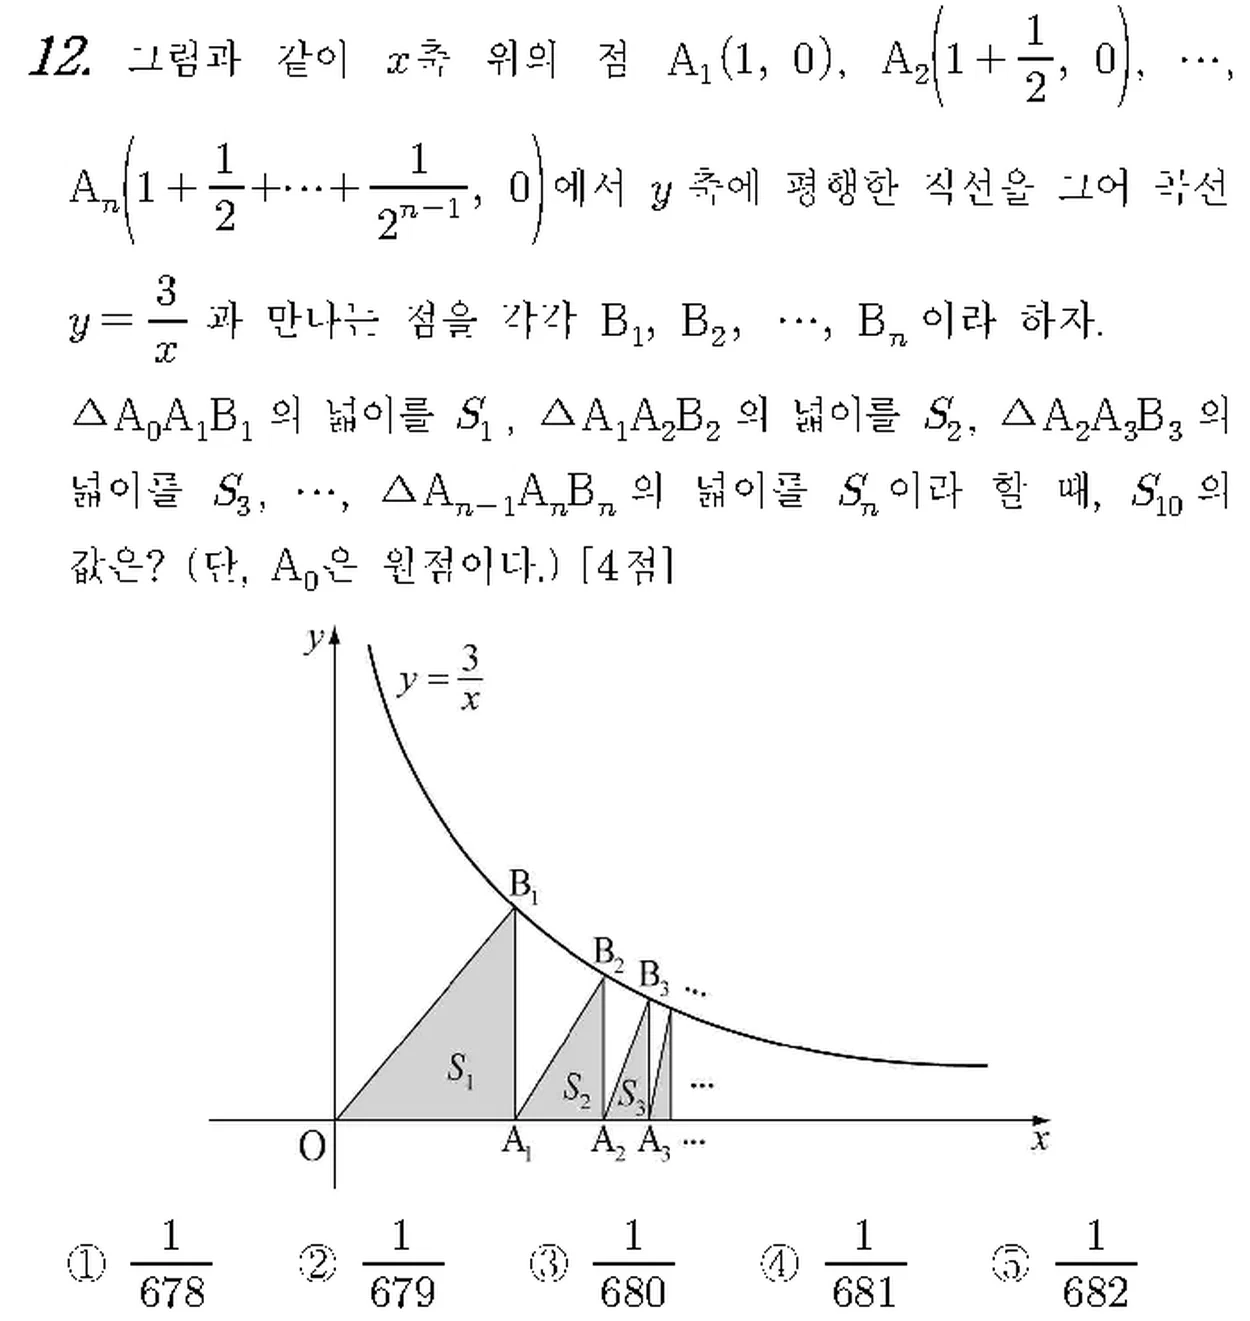 12. 그림과 같이 x축 위의 점 A₁(1, 0), A₂(1+1/2, 0), ⋯,
Aₙ(1+1/2+⋯+1/2ⁿ⁻¹, 0)에서 y축에 평행한 직선을 그어 곡선
y=3/x 과 만나는 점을 각각 B₁, B₂, ⋯, Bₙ이라 하자.
△A₀A₁B₁의 넓이를 S₁, △A₁A₂B₂의 넓이를 S₂, △A₂A₃B₃의
넓이를 S₃, ⋯, △Aₙ₋₁AₙBₙ의 넓이를 Sₙ이라 할 때, S₁₀의
값은? (단, A₀은 원점이다.) [4점]
y
y=3/x
B₁
B₂ B₃ ⋯
S₁ S₂ S₃ ⋯
O A₁ A₂ A₃ ⋯ x
① 1/678 ② 1/679 ③ 1/680 ④ 1/681 ⑤ 1/682